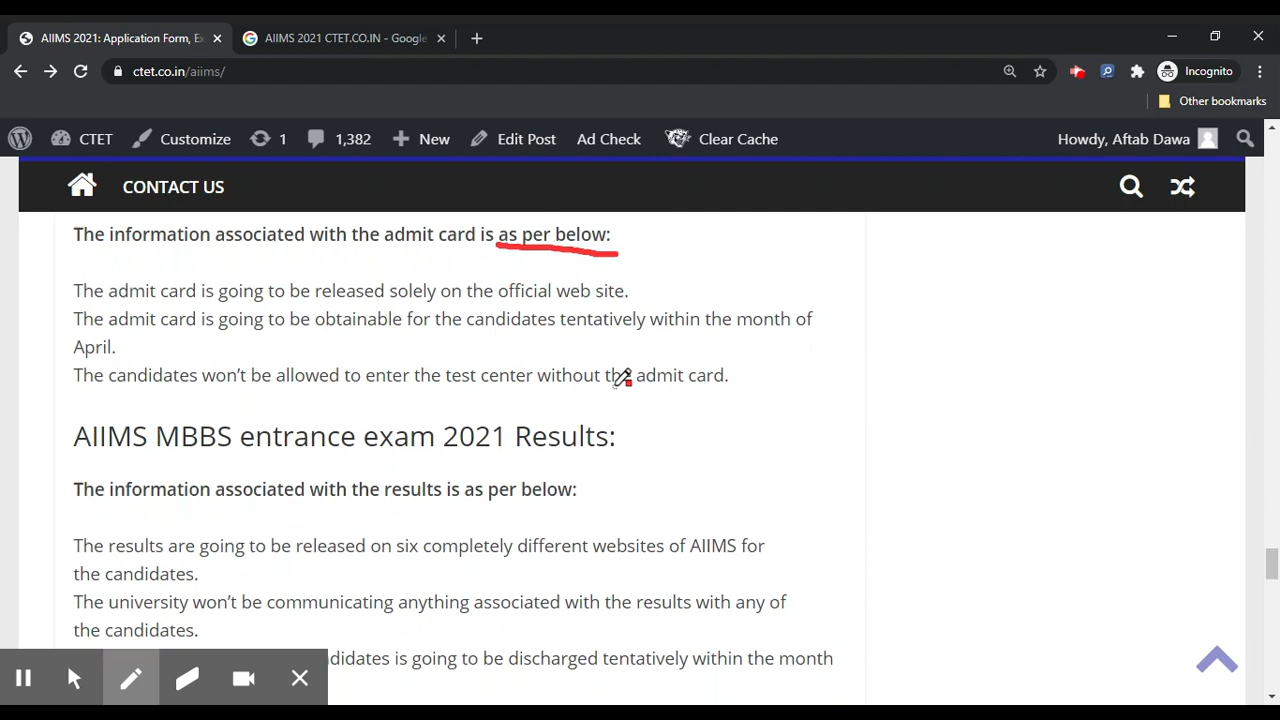 AIIMS 2021: Application Form, Ex
AIIMS 2021 CTET.CO.IN - Google
ctet.co.in/aiims/
Incognito
Other bookmarks
CTET Customize 1 1,382 New Edit Post Ad Check Clear Cache Howdy, Aftab Dawa
CONTACT US
The information associated with the admit card is as per below:
The admit card is going to be released solely on the official web site.
The admit card is going to be obtainable for the candidates tentatively within the month of
April.
The candidates won't be allowed to enter the test center without the admit card.
AIIMS MBBS entrance exam 2021 Results:
The information associated with the results is as per below:
The results are going to be released on six completely different websites of AIIMS for
the candidates.
The university won't be communicating anything associated with the results with any of
the candidates.
is going to be discharged tentatively within the month